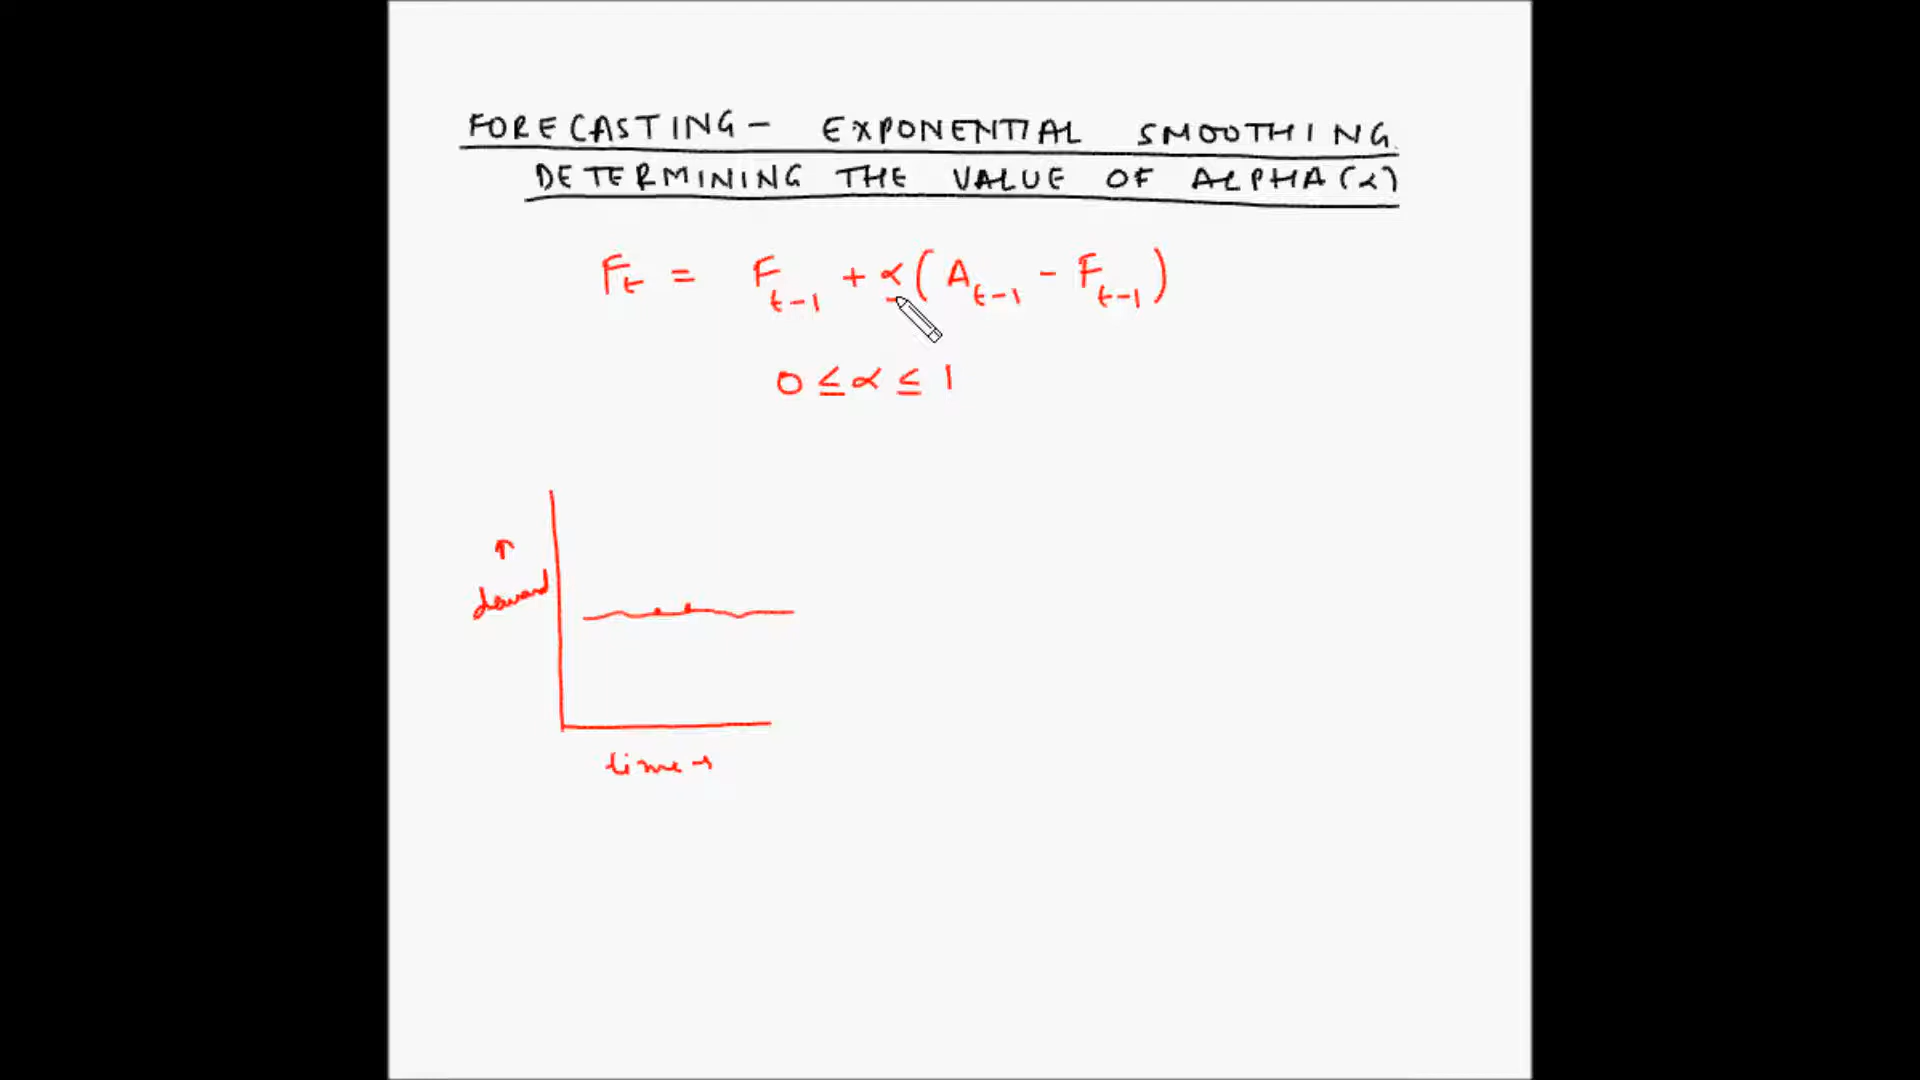 FORECASTING - EXPONENTIAL SMOOTHING
DETERMINING THE VALUE OF ALPHA (α)
Fₜ = Fₜ₋₁ + α(Aₜ₋₁ - Fₜ₋₁)
0 ≤ α ≤ 1
↑
demand
time →